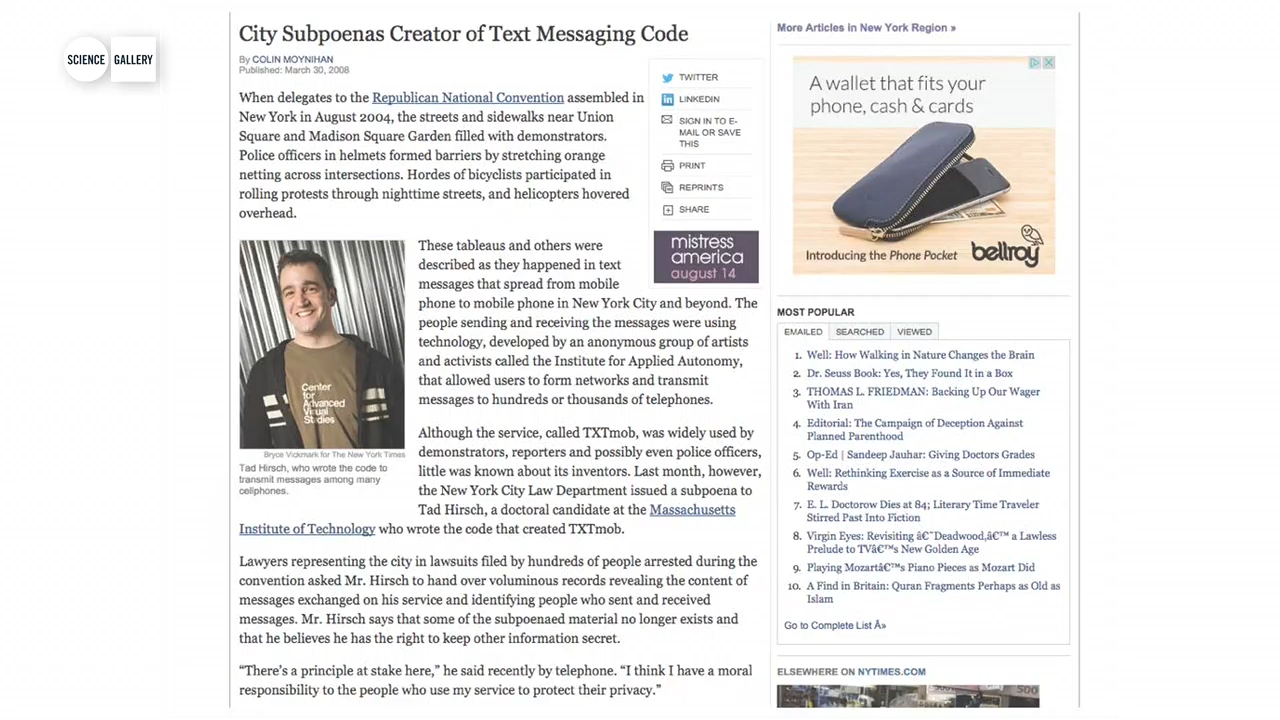 SCIENCE GALLERY
City Subpoenas Creator of Text Messaging Code
By COLIN MOYNIHAN
Published: March 30, 2008
When delegates to the Republican National Convention assembled in
New York in August 2004, the streets and sidewalks near Union
Square and Madison Square Garden filled with demonstrators.
Police officers in helmets formed barriers by stretching orange
netting across intersections. Hordes of bicyclists participated in
rolling protests through nighttime streets, and helicopters hovered
overhead.
TWITTER
LINKEDIN
SIGN IN TO E-
MAIL OR SAVE
THIS
PRINT
REPRINTS
SHARE
mistress
america
august 14
Center
for
Advanced
Visual
Studies
Bryce Vickmark for The New York Times
Tad Hirsch, who wrote the code to
transmit messages among many
cellphones.
These tableaus and others were
described as they happened in text
messages that spread from mobile
phone to mobile phone in New York City and beyond. The
people sending and receiving the messages were using
technology, developed by an anonymous group of artists
and activists called the Institute for Applied Autonomy,
that allowed users to form networks and transmit
messages to hundreds or thousands of telephones.
Although the service, called TXTmob, was widely used by
demonstrators, reporters and possibly even police officers,
little was known about its inventors. Last month, however,
the New York City Law Department issued a subpoena to
Tad Hirsch, a doctoral candidate at the Massachusetts
Institute of Technology who wrote the code that created TXTmob.
Lawyers representing the city in lawsuits filed by hundreds of people arrested during the
convention asked Mr. Hirsch to hand over voluminous records revealing the content of
messages exchanged on his service and identifying people who sent and received
messages. Mr. Hirsch says that some of the subpoenaed material no longer exists and
that he believes he has the right to keep other information secret.
“There's a principle at stake here,” he said recently by telephone. “I think I have a moral
responsibility to the people who use my service to protect their privacy.”
More Articles in New York Region »
A wallet that fits your
phone, cash & cards
Introducing the Phone Pocket
bellroy
MOST POPULAR
EMAILED SEARCHED VIEWED
1. Well: How Walking in Nature Changes the Brain
2. Dr. Seuss Book: Yes, They Found It in a Box
3. THOMAS L. FRIEDMAN: Backing Up Our Wager
With Iran
4. Editorial: The Campaign of Deception Against
Planned Parenthood
5. Op-Ed | Sandeep Jauhar: Giving Doctors Grades
6. Well: Rethinking Exercise as a Source of Immediate
Rewards
7. E. L. Doctorow Dies at 84; Literary Time Traveler
Stirred Past Into Fiction
8. Virgin Eyes: Revisiting â€˜Deadwood,â€™ a Lawless
Prelude to TVâ€™s New Golden Age
9. Playing Mozartâ€™s Piano Pieces as Mozart Did
10. A Find in Britain: Quran Fragments Perhaps as Old as
Islam
Go to Complete List Â»
ELSEWHERE ON NYTIMES.COM
500